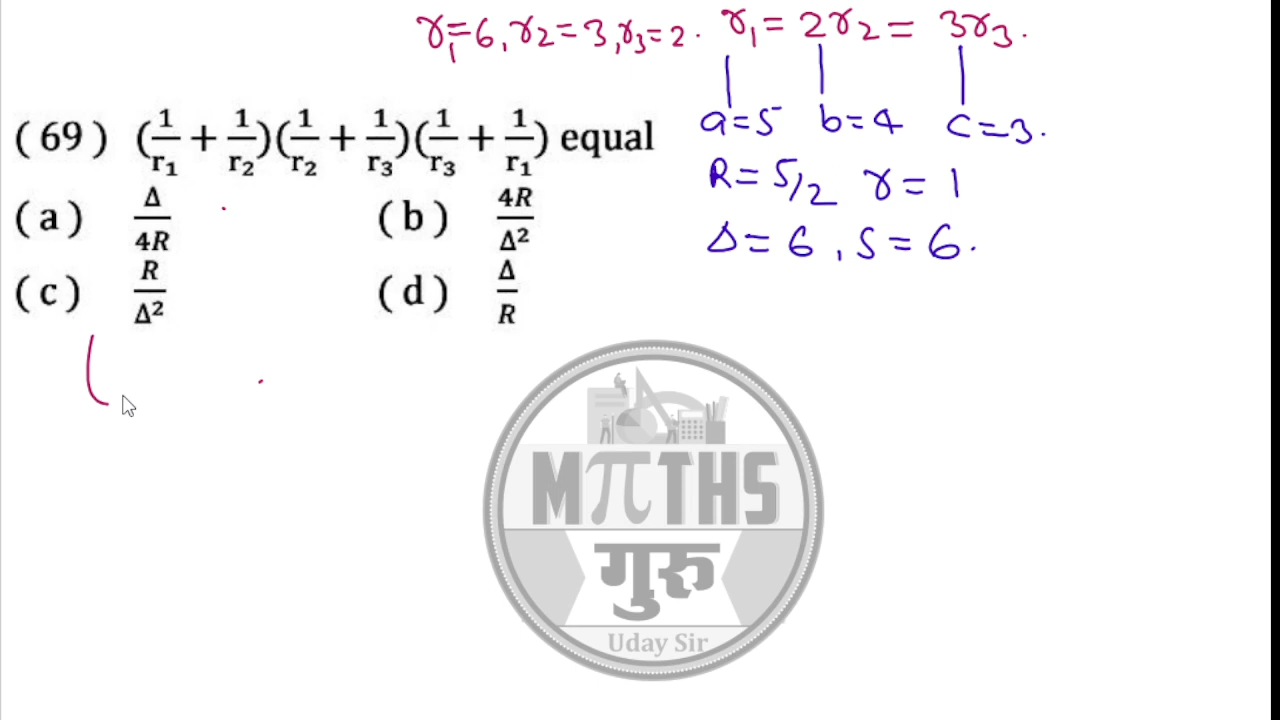 r₁=6, r₂=3, r₃=2. r₁ = 2r₂ = 3r₃.
a=5 b=4 c=3.
(69) (1/r₁ + 1/r₂)(1/r₂ + 1/r₃)(1/r₃ + 1/r₁) equal
R = 5/2 r = 1
(a) Δ/4R (b) 4R/Δ²
Δ = 6, S = 6.
(c) R/Δ² (d) Δ/R
MπTHS
गुरू
Uday Sir